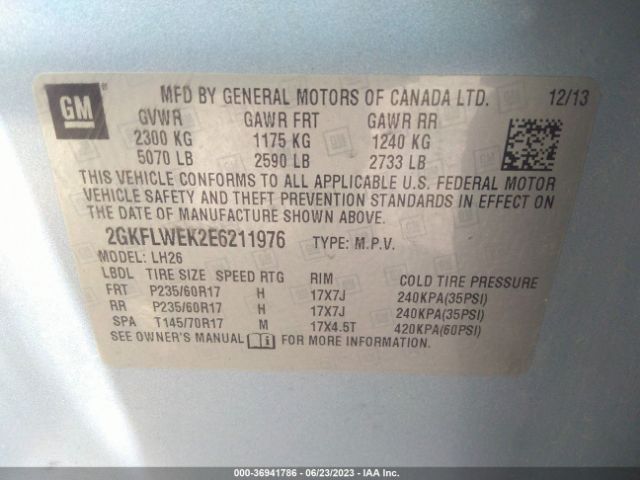 GM
MFD BY GENERAL MOTORS OF CANADA LTD. 12/13
GVWR GAWR FRT GAWR RR
2300 KG 1175 KG 1240 KG
5070 LB 2590 LB 2733 LB
THIS VEHICLE CONFORMS TO ALL APPLICABLE U.S. FEDERAL MOTOR
VEHICLE SAFETY AND THEFT PREVENTION STANDARDS IN EFFECT ON
THE DATE OF MANUFACTURE SHOWN ABOVE.
2GKFLWEK2E6211976 TYPE: M.P.V.
MODEL: LH26
LBDL TIRE SIZE SPEED RTG RIM COLD TIRE PRESSURE
FRT P235/60R17 H 17X7J 240KPA(35PSI)
RR P235/60R17 H 17X7J 240KPA(35PSI)
SPA T145/70R17 M 17X4.5T 420KPA(60PSI)
SEE OWNER'S MANUAL FOR MORE INFORMATION.
000-36941786 - 06/23/2023 - IAA Inc.